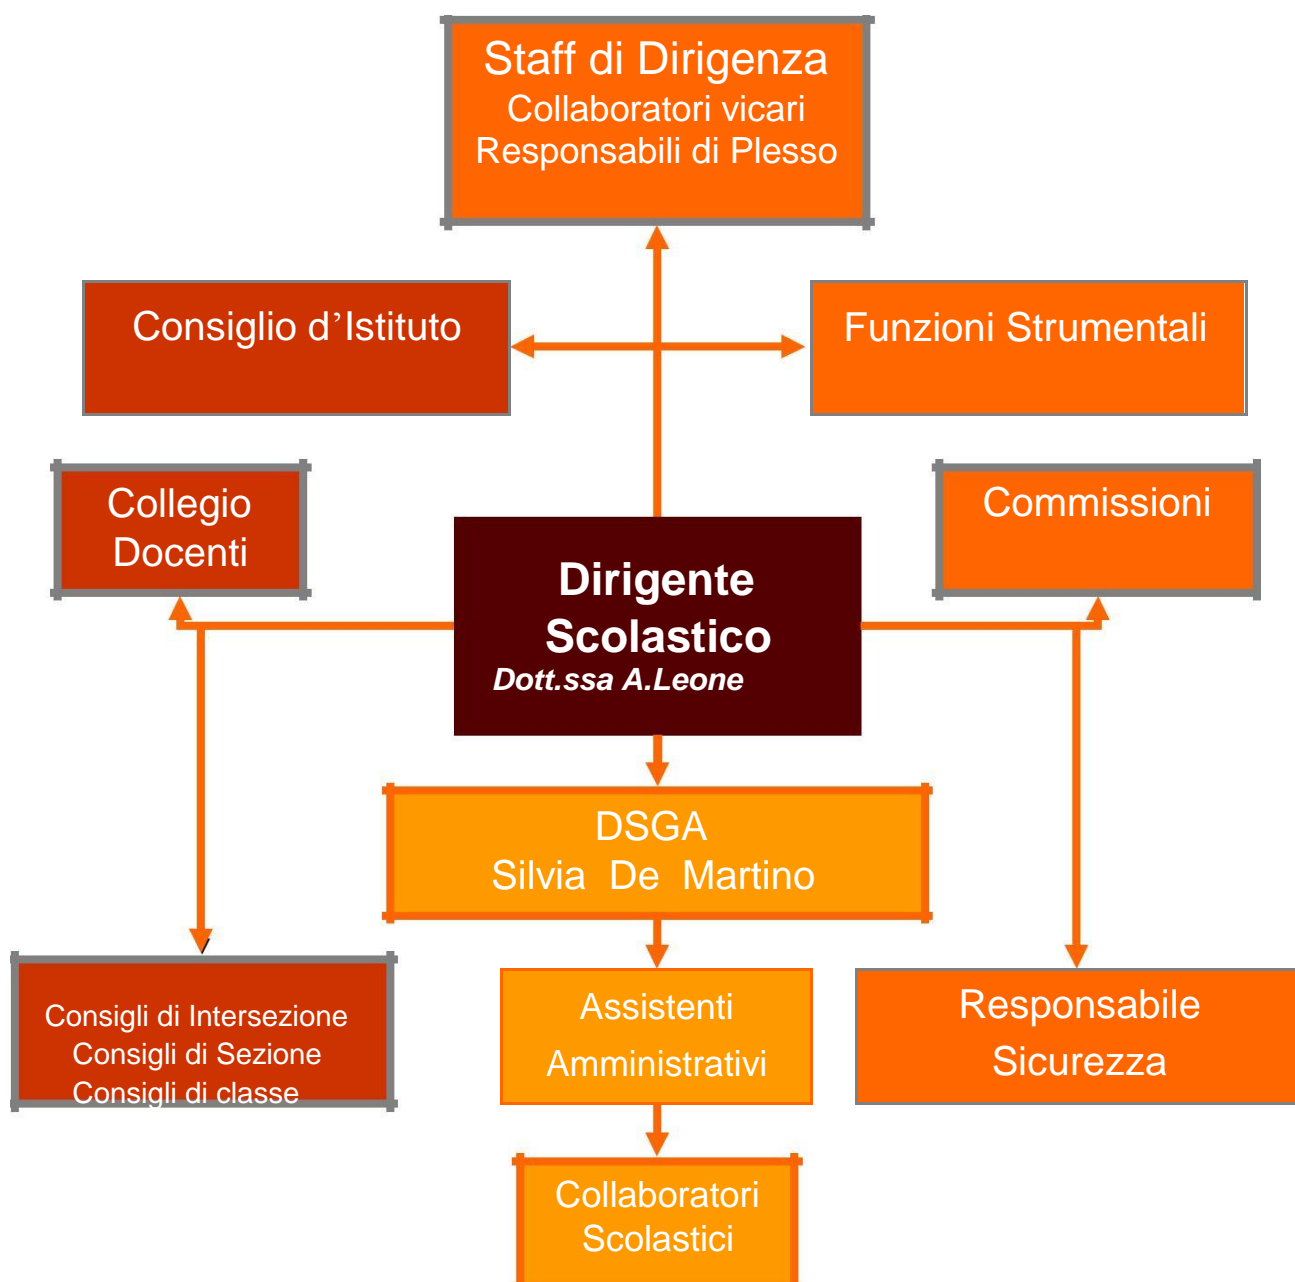 Staff di Dirigenza
Collaboratori vicari
Responsabili di Plesso
Consiglio d’Istituto
Funzioni Strumentali
Collegio
Docenti
Commissioni
Dirigente
Scolastico
Dott.ssa A.Leone
DSGA
Silvia De Martino
Consigli di Intersezione
Consigli di Sezione
Consigli di classe
Assistenti
Amministrativi
Responsabile
Sicurezza
Collaboratori
Scolastici